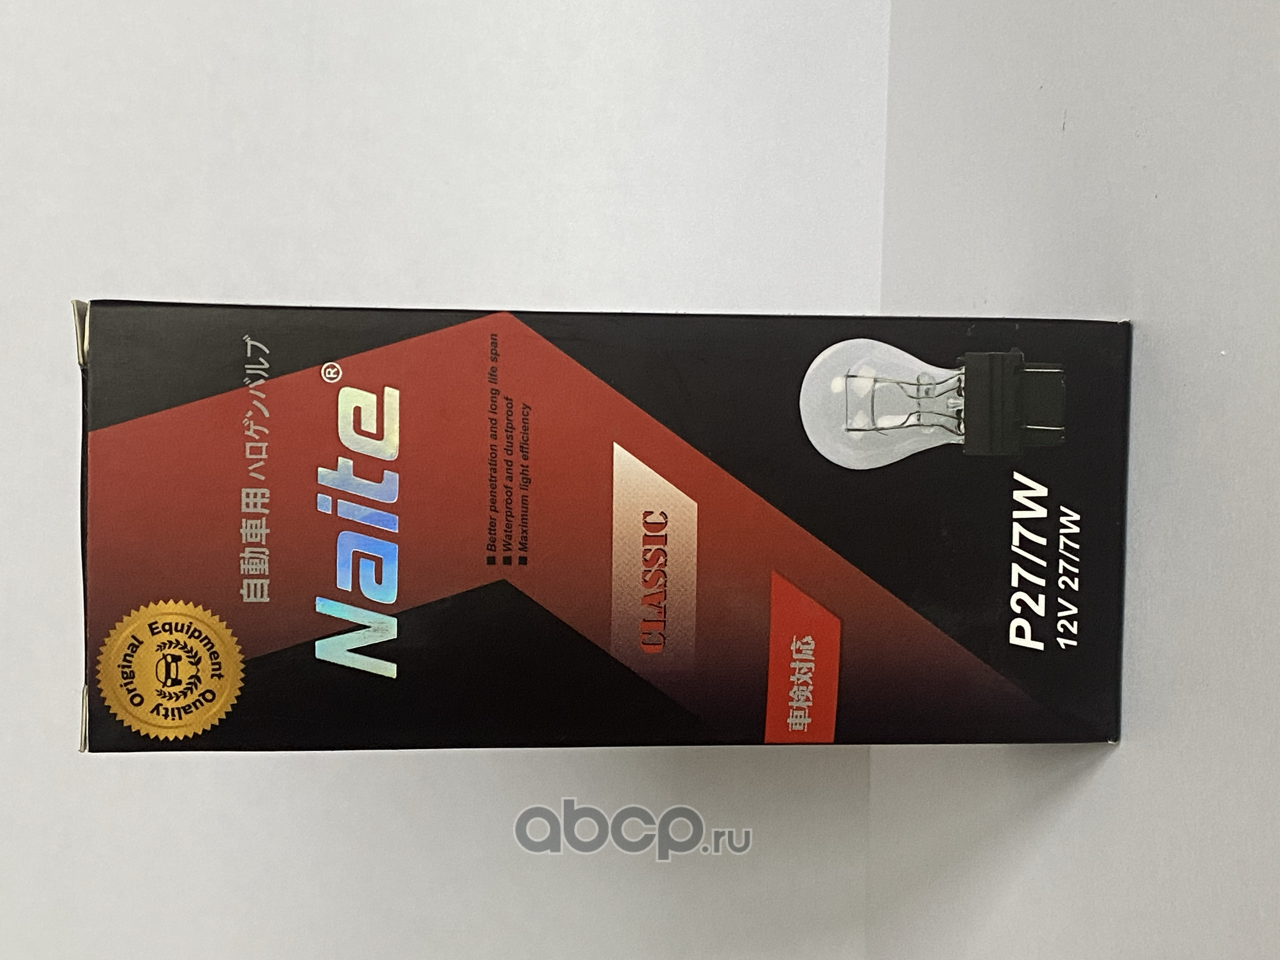 Original Equipment Quality
自動車用 ハロゲンバルブ
Naite®
■ Better penetration and long life span
■ Waterproof and dustproof
■ Maximum light efficiency
CLASSIC
車検対応
P27/7W
12V 27/7W
abcp.ru